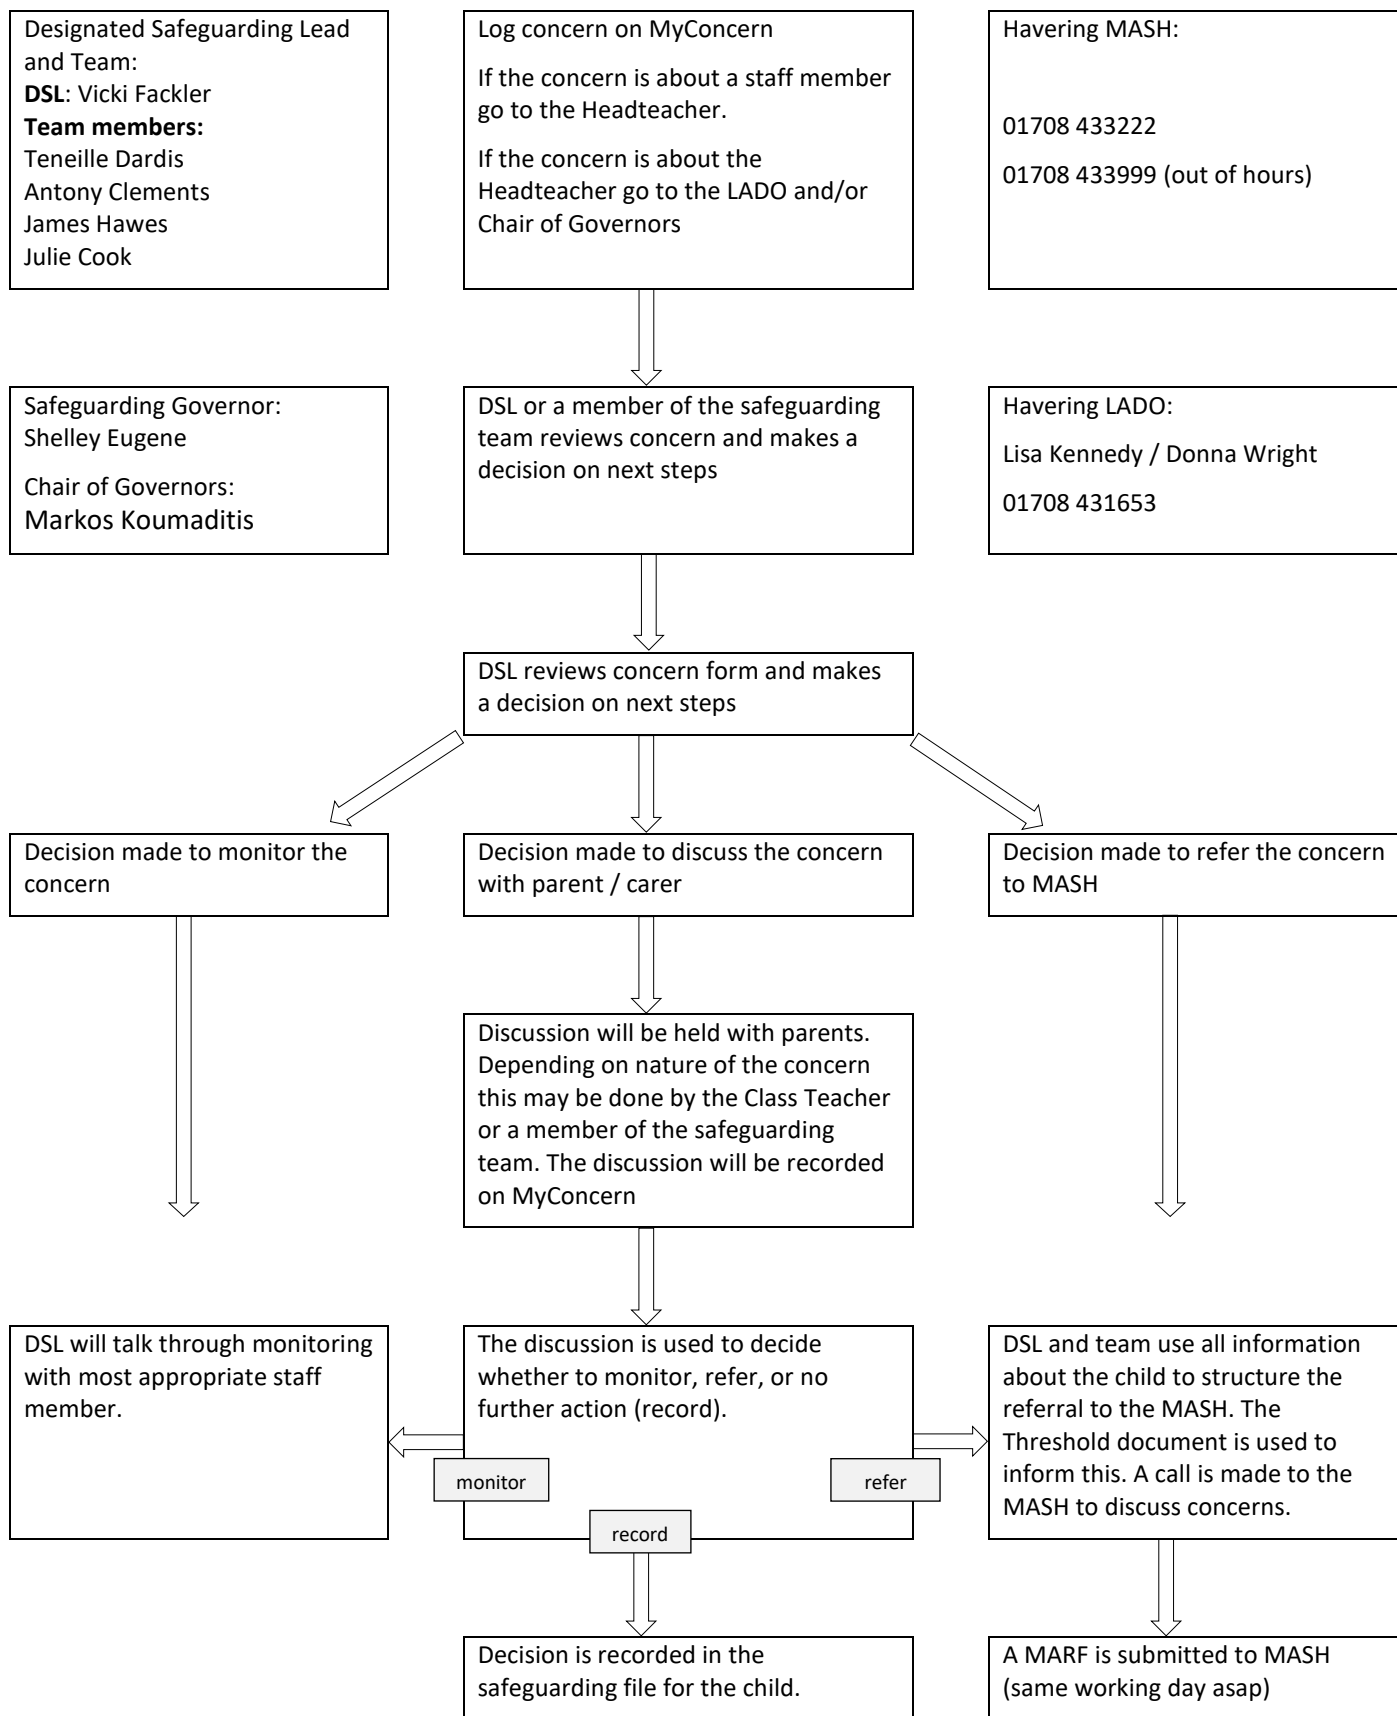 Designated Safeguarding Lead
and Team:
DSL: Vicki Fackler
Team members:
Teneille Dardis
Antony Clements
James Hawes
Julie Cook
Log concern on MyConcern
If the concern is about a staff member
go to the Headteacher.
If the concern is about the
Headteacher go to the LADO and/or
Chair of Governors
Havering MASH:
01708 433222
01708 433999 (out of hours)
Safeguarding Governor:
Shelley Eugene
Chair of Governors:
Markos Koumaditis
DSL or a member of the safeguarding
team reviews concern and makes a
decision on next steps
Havering LADO:
Lisa Kennedy / Donna Wright
01708 431653
DSL reviews concern form and makes
a decision on next steps
Decision made to monitor the
concern
Decision made to discuss the concern
with parent / carer
Decision made to refer the concern
to MASH
Discussion will be held with parents.
Depending on nature of the concern
this may be done by the Class Teacher
or a member of the safeguarding
team. The discussion will be recorded
on MyConcern
DSL will talk through monitoring
with most appropriate staff
member.
The discussion is used to decide
whether to monitor, refer, or no
further action (record).
monitor
refer
record
DSL and team use all information
about the child to structure the
referral to the MASH. The
Threshold document is used to
inform this. A call is made to the
MASH to discuss concerns.
Decision is recorded in the
safeguarding file for the child.
A MARF is submitted to MASH
(same working day asap)